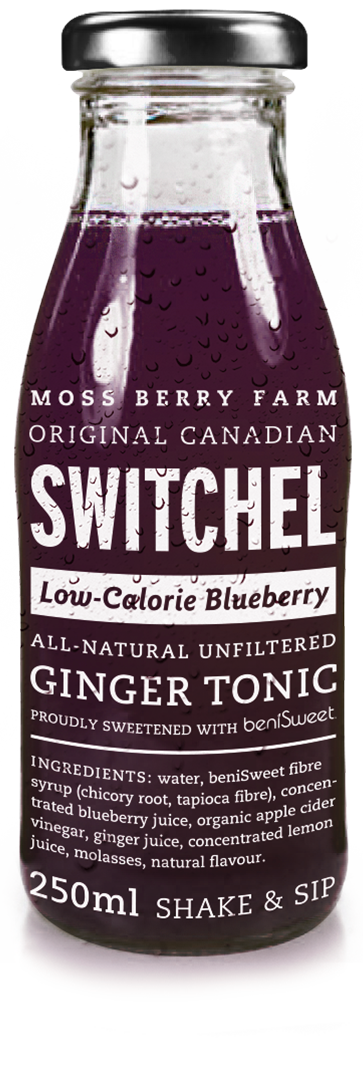 MOSS BERRY FARM
ORIGINAL CANADIAN
SWITCHEL
Low-Calorie Blueberry
ALL-NATURAL UNFILTERED
GINGER TONIC
PROUDLY SWEETENED WITH beniSweet
INGREDIENTS: water, beniSweet fibre
syrup (chicory root, tapioca fibre), concen-
trated blueberry juice, organic apple cider
vinegar, ginger juice, concentrated lemon
juice, molasses, natural flavour.
250ml SHAKE & SIP